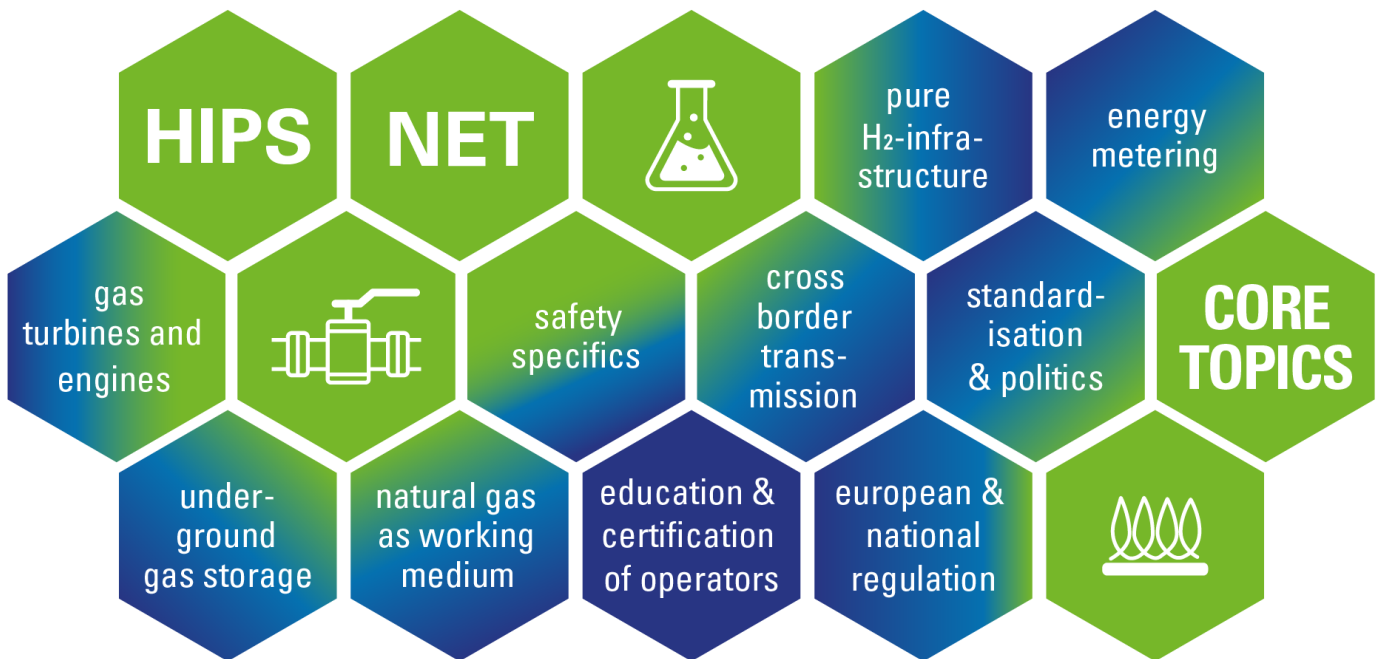 HIPS
NET
pure
H₂-infra-
structure
energy
metering
gas
turbines and
engines
safety
specifics
cross
border
trans-
mission
standard-
isation
& politics
CORE
TOPICS
under-
ground
gas storage
natural gas
as working
medium
education &
certification
of operators
european &
national
regulation